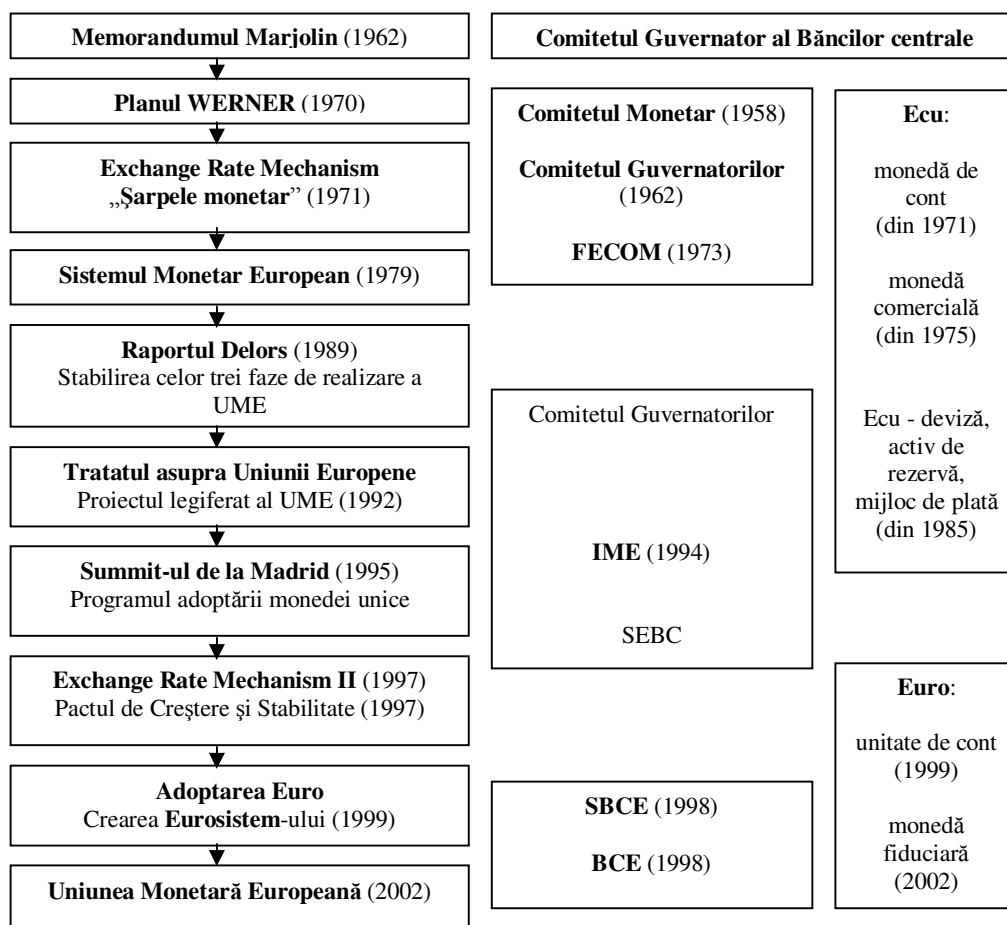 Memorandumul Marjolin (1962)
Planul WERNER (1970)
Exchange Rate Mechanism
„Şarpele monetar” (1971)
Sistemul Monetar European (1979)
Raportul Delors (1989)
Stabilirea celor trei faze de realizare a
UME
Tratatul asupra Uniunii Europene
Proiectul legiferat al UME (1992)
Summit-ul de la Madrid (1995)
Programul adoptării monedei unice
Exchange Rate Mechanism II (1997)
Pactul de Creştere şi Stabilitate (1997)
Adoptarea Euro
Crearea Eurosistem-ului (1999)
Uniunea Monetară Europeană (2002)
Comitetul Guvernator al Băncilor centrale
Comitetul Monetar (1958)
Comitetul Guvernatorilor
(1962)
FECOM (1973)
Comitetul Guvernatorilor
IME (1994)
SEBC
SBCE (1998)
BCE (1998)
Ecu:
monedă de
cont
(din 1971)
monedă
comercială
(din 1975)
Ecu - deviză,
activ de
rezervă,
mijloc de plată
(din 1985)
Euro:
unitate de cont
(1999)
monedă
fiduciară
(2002)